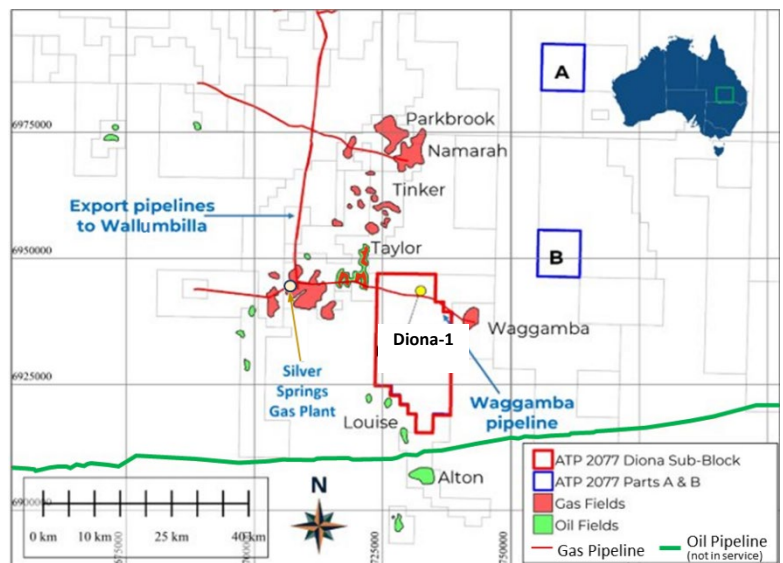 A
6975000
Parkbrook
Namarah
Tinker
Export pipelines
to Wallumbilla
B
6950000
Taylor
Diona-1
Waggamba
Silver
Springs
Gas Plant
Waggamba
pipeline
6925000
Louise
Alton
ATP 2077 Diona Sub-Block
ATP 2077 Parts A & B
Gas Fields
Oil Fields
Gas Pipeline
Oil Pipeline
(not in service)
N
6900000
0 km
10 km
25 km
40 km
675000
725000
750000